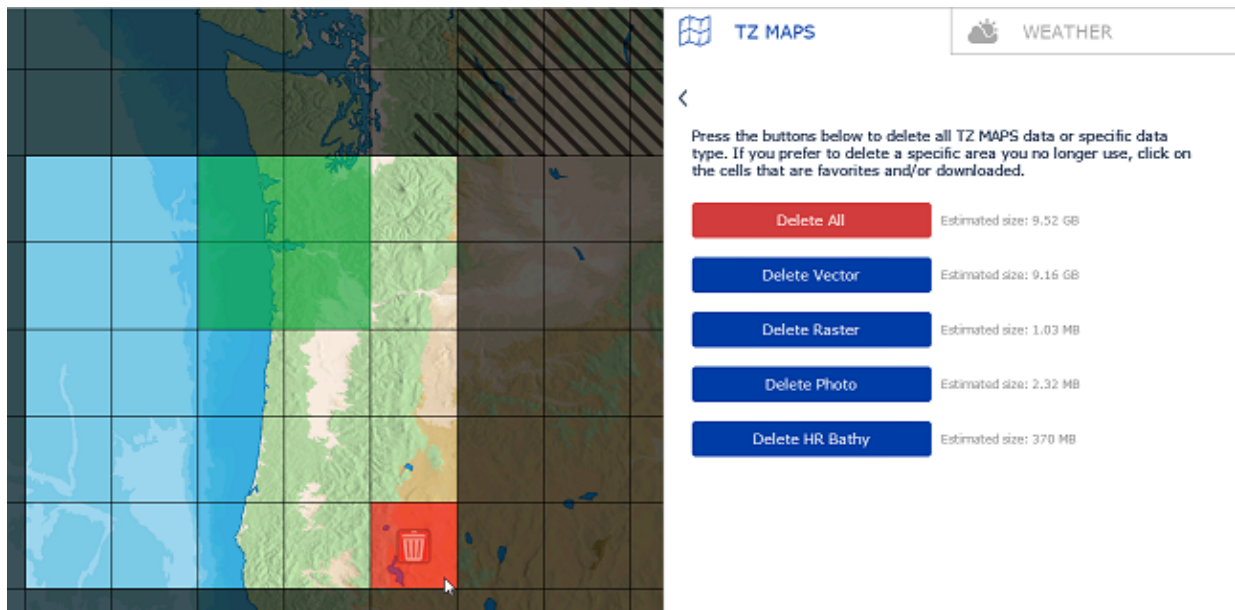 TZ MAPS
WEATHER
Press the buttons below to delete all TZ MAPS data or specific data
type. If you prefer to delete a specific area you no longer use, click on
the cells that are favorites and/or downloaded.
Delete All
Estimated size: 9.52 GB
Delete Vector
Estimated size: 9.16 GB
Delete Raster
Estimated size: 1.03 MB
Delete Photo
Estimated size: 2.32 MB
Delete HR Bathy
Estimated size: 370 MB